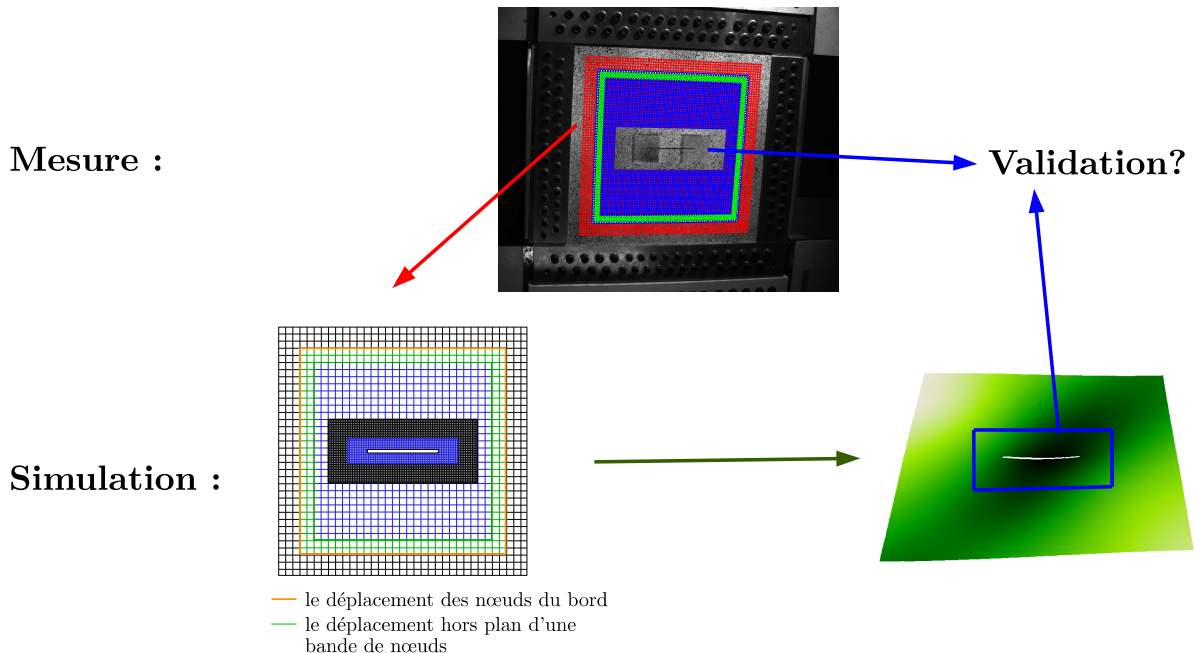 Mesure :
Validation?
Simulation :
le déplacement des nœuds du bord
le déplacement hors plan d'une
bande de nœuds